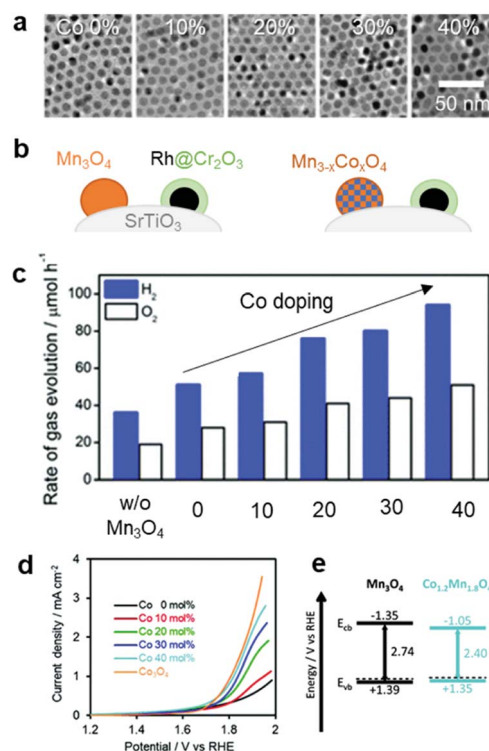 a
Co 0% 10% 20% 30% 40%
50 nm
b
Mn3O4 Rh@Cr2O3 Mn3-xCoxO4
SrTiO3
c
H2
O2
Co doping
Rate of gas evolution / μmol h-1
100
80
60
40
20
0
w/o
Mn3O4
0 10 20 30 40
d
Co 0 mol%
Co 10 mol%
Co 20 mol%
Co 30 mol%
Co 40 mol%
Co3O4
Current density / mA cm-2
4
3
2
1
0
1.2 1.4 1.6 1.8 2
Potential / V vs RHE
e
Mn3O4 Co1.2Mn1.8O4
Energy / V vs RHE
Ecb -1.35 -1.05
2.74 2.40
Evb +1.39 +1.35